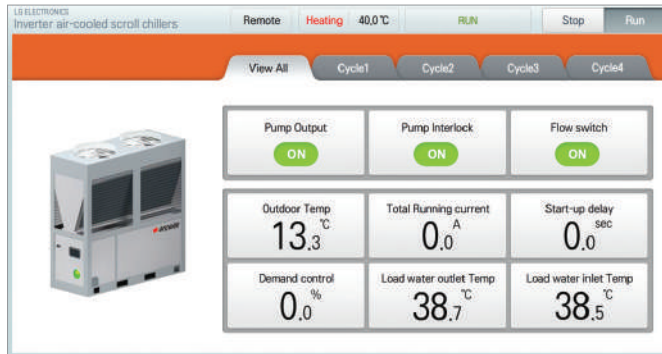 LG ELECTRONICS
Inverter air-cooled scroll chillers
Remote Heating 40.0℃ RUN Stop Run
View All Cycle1 Cycle2 Cycle3 Cycle4
Pump Output Pump Interlock Flow switch
ON ON ON
Outdoor Temp Total Running current Start-up delay
13.3 ℃ 0.0 A 0.0 sec
Demand control Load water outlet Temp Load water inlet Temp
0.0 % 38.7 ℃ 38.5 ℃